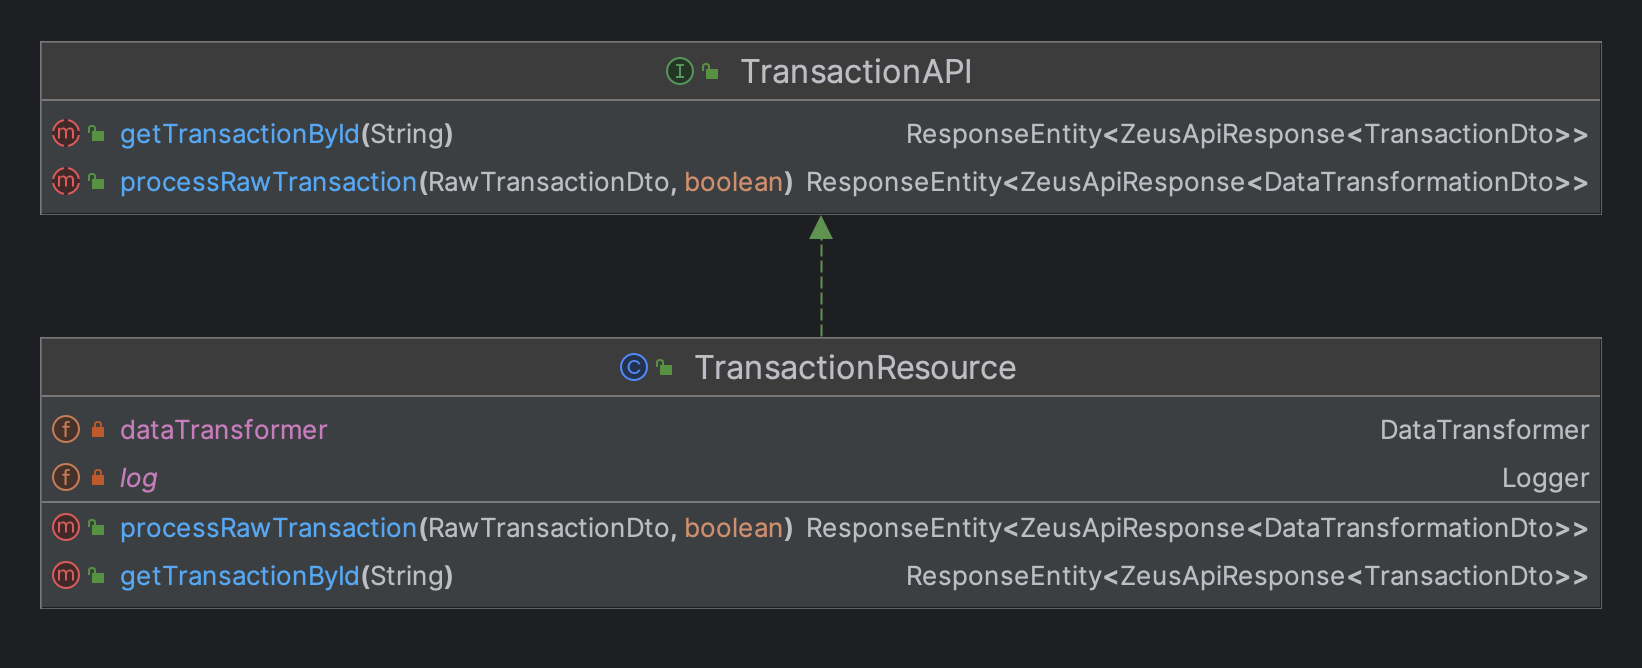 TransactionAPI
getTransactionById(String) ResponseEntity<ZeusApiResponse<TransactionDto>>
processRawTransaction(RawTransactionDto, boolean) ResponseEntity<ZeusApiResponse<DataTransformationDto>>
TransactionResource
dataTransformer DataTransformer
log Logger
processRawTransaction(RawTransactionDto, boolean) ResponseEntity<ZeusApiResponse<DataTransformationDto>>
getTransactionById(String) ResponseEntity<ZeusApiResponse<TransactionDto>>